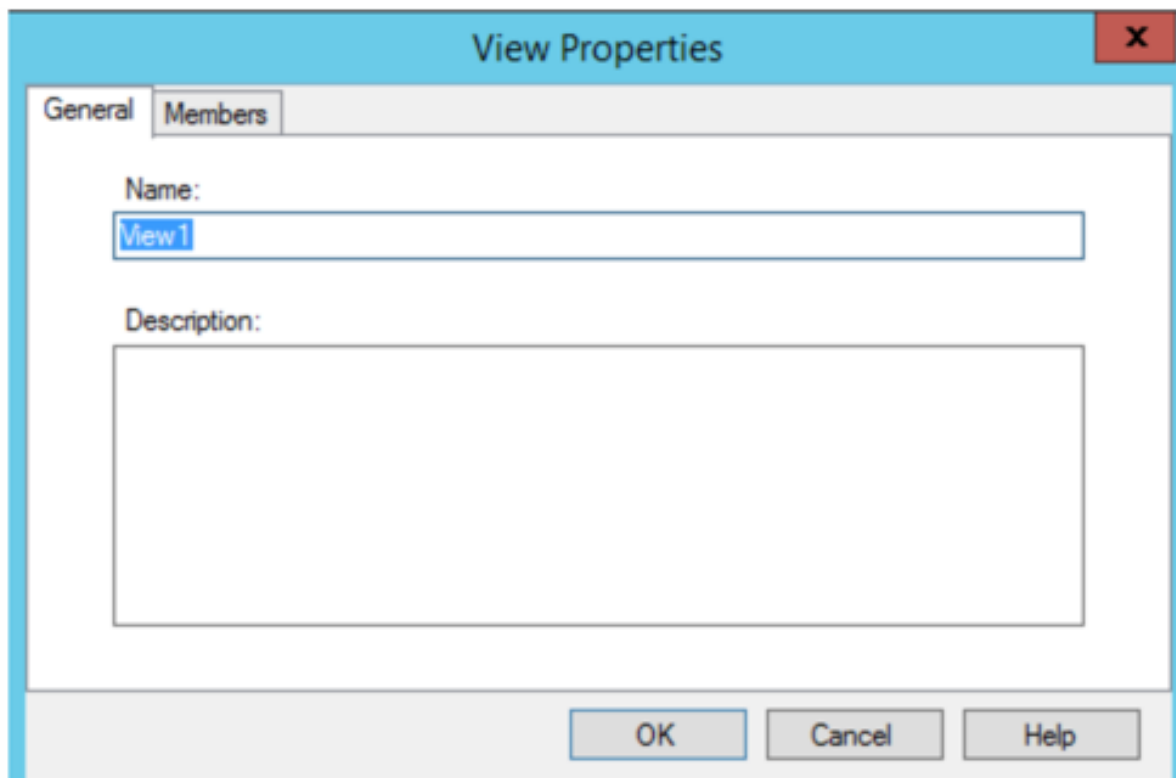 View Properties
x
General
Members
Name:
View1
Description:
OK
Cancel
Help